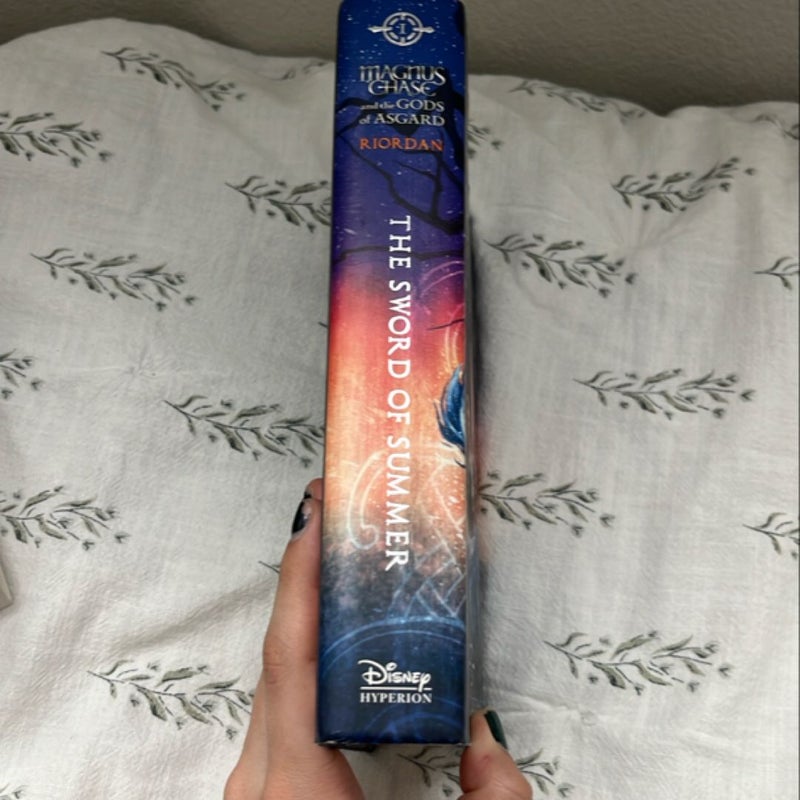 I
MAGNUS
CHASE
and the GODS
of ASGARD
RIORDAN
THE SWORD OF SUMMER
DISNEY
HYPERION